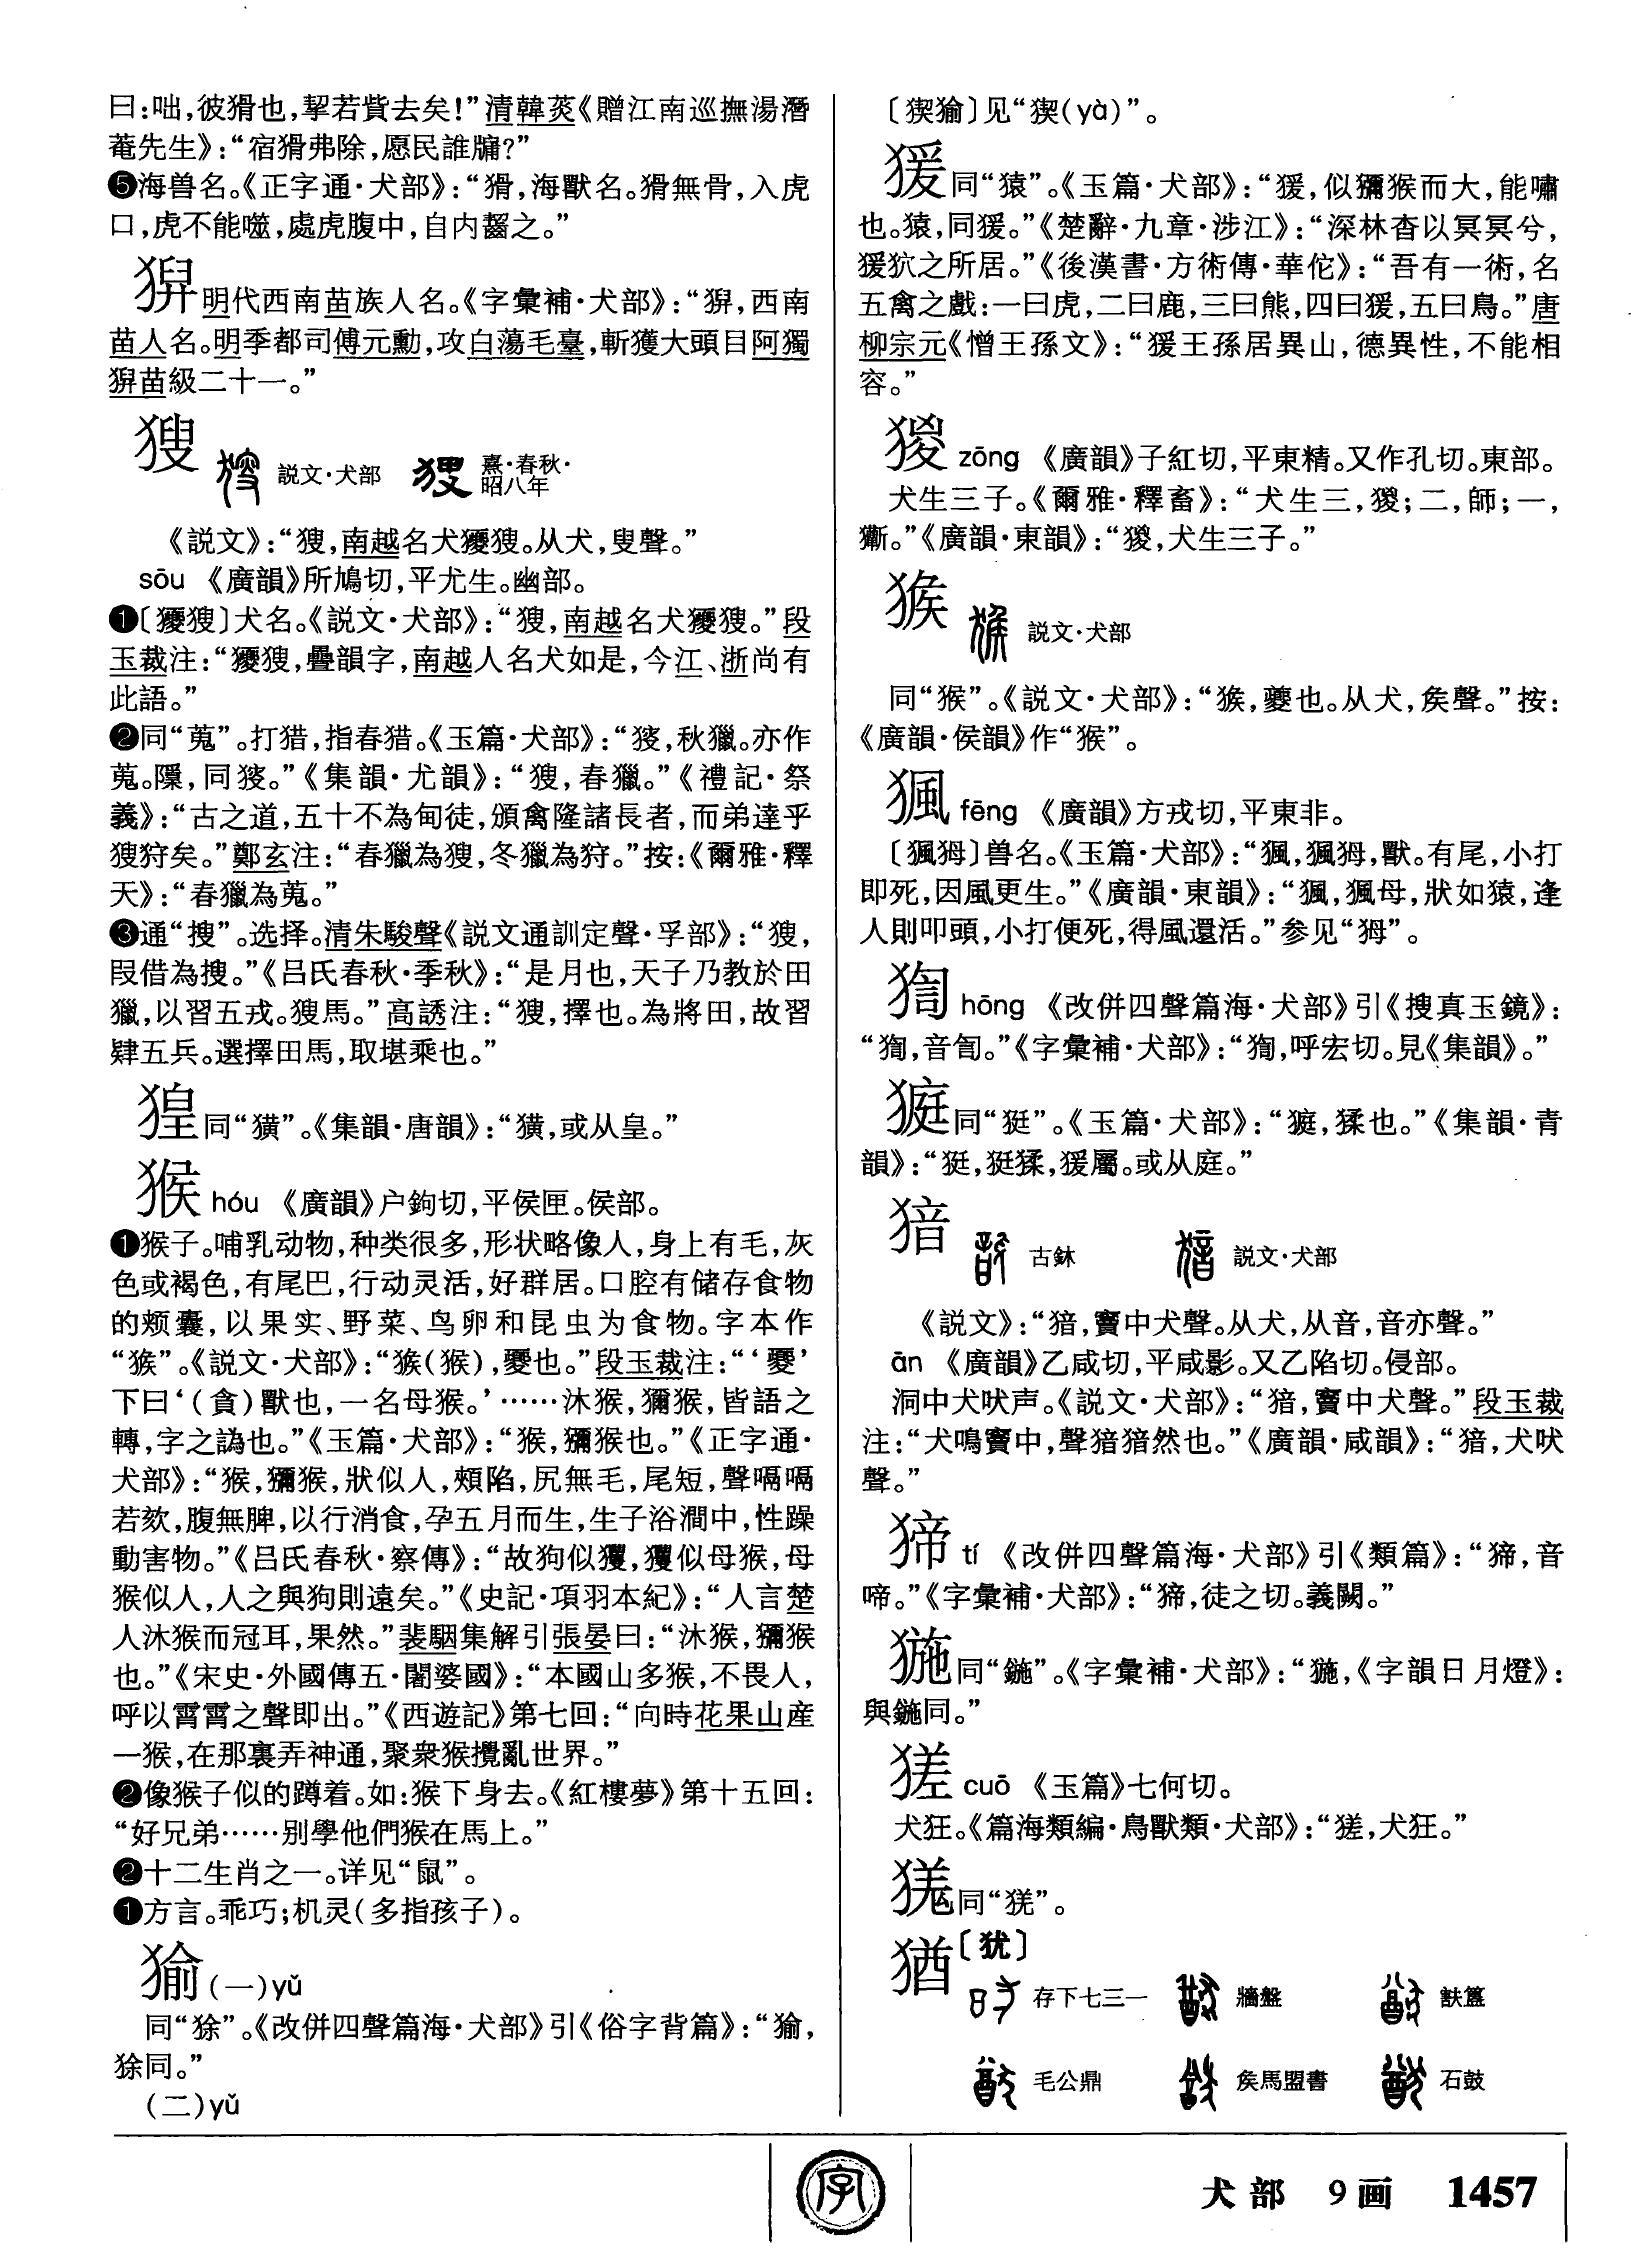 曰:咄,彼猾也,挈若貲去矣!”清韓菼《贈江南巡撫湯潛
菴先生》:“宿猾弗除,愿民誰牖?”
❺海兽名。《正字通·犬部》:“猾,海獸名。猾無骨,入虎
口,虎不能噬,處虎腹中,自内齧之。”
猙明代西南苗族人名。《字彙補·犬部》:“,西南
苗人名。明季都司傅元勳,攻白蕩毛臺,斬獲大頭目阿獨
苗級二十一。”
獀 説文·犬部 熹·春秋·昭八年
《説文》:“獀,南越名犬獿獀。从犬,叟聲。”
sōu 《廣韻》所鳩切,平尤生。幽部。
❶〔獿獀〕犬名。《説文·犬部》:“獀,南越名犬獿獀。”段
玉裁注:“獿獀,疊韻字,南越人名犬如是,今江、浙尚有
此語。”
❷同“蒐”。打猎,指春猎。《玉篇·犬部》:“㺐,秋獵。亦作
蒐。,同㺐。”《集韻·尤韻》:“獀,春獵。”《禮記·祭
義》:“古之道,五十不為甸徒,頒禽隆諸長者,而弟達乎
獀狩矣。”鄭玄注:“春獵為獀,冬獵為狩。”按:《爾雅·釋
天》:“春獵為蒐。”
❸通“搜”。选择。清朱駿聲《説文通訓定聲·孚部》:“獀,
叚借為搜。”《吕氏春秋·季秋》:“是月也,天子乃教於田
獵,以習五戎。獀馬。”高誘注:“獀,擇也。為將田,故習
肄五兵。選擇田馬,取堪乘也。”
猩同“獚”。《集韻·唐韻》:“獚,或从皇。”
猴 hóu 《廣韻》户鉤切,平侯匣。侯部。
❶猴子。哺乳动物,种类很多,形状略像人,身上有毛,灰
色或褐色,有尾巴,行动灵活,好群居。口腔有储存食物
的颊囊,以果实、野菜、鸟卵和昆虫为食物。字本作
“㺅”。《説文·犬部》:“㺅(猴),夒也。”段玉裁注:“‘夒’
下曰‘(貪)獸也,一名母猴。’……沐猴,獼猴,皆語之
轉,字之譌也。”《玉篇·犬部》:“猴,獼猴也。”《正字通·
犬部》:“猴,獼猴,狀似人,頰陷,尻無毛,尾短,聲嗝嗝
若欬,腹無脾,以行消食,孕五月而生,生子浴澗中,性躁
動害物。”《吕氏春秋·察傳》:“故狗似玃,玃似母猴,母
猴似人,人之與狗則遠矣。”《史記·項羽本紀》:“人言楚
人沐猴而冠耳,果然。”裴駰集解引張晏曰:“沐猴,獼猴
也。”《宋史·外國傳五·闍婆國》:“本國山多猴,不畏人,
呼以霄霄之聲即出。”《西遊記》第七回:“向時花果山産
一猴,在那裏弄神通,聚衆猴攪亂世界。”
❷像猴子似的蹲着。如:猴下身去。《紅樓夢》第十五回:
“好兄弟……别學他們猴在馬上。”
❷十二生肖之一。详见“鼠”。
❶方言。乖巧;机灵(多指孩子)。
㺄(一)yǔ
同“狳”。《改併四聲篇海·犬部》引《俗字背篇》:“㺄,
狳同。”
(二)yǔ
〔猰㺄〕见“猰(yà)”。
猨同“猿”。《玉篇·犬部》:“猨,似獼猴而大,能嘯
也。猿,同猨。”《楚辭·九章·涉江》:“深林杳以冥冥兮,
猨狖之所居。”《後漢書·方術傳·華佗》:“吾有一術,名
五禽之戲:一曰虎,二曰鹿,三曰熊,四曰猨,五曰鳥。”唐
柳宗元《憎王孫文》:“猨王孫居異山,德異性,不能相
容。”
猣 zōng 《廣韻》子紅切,平東精。又作孔切。東部。
犬生三子。《爾雅·釋畜》:“犬生三,猣;二,師;一,
獑。”《廣韻·東韻》:“猣,犬生三子。”
㺅 説文·犬部
同“猴”。《説文·犬部》:“㺅,夒也。从犬,矦聲。”按:
《廣韻·侯韻》作“猴”。
猦 fēng 《廣韻》方戎切,平東非。
〔猦㺱〕兽名。《玉篇·犬部》:“猦,猦㺱,獸。有尾,小打
即死,因風更生。”《廣韻·東韻》:“猦,猦母,狀如猿,逢
人則叩頭,小打便死,得風還活。”参见“㺱”。
hōng 《改併四聲篇海·犬部》引《搜真玉鏡》:
“,音訇。”《字彙補·犬部》:“,呼宏切。見《集韻》。”
同“㹶”。《玉篇·犬部》:“,猱也。”《集韻·青
韻》:“㹶,㹶猱,猨屬。或从庭。”
猎 古鉥 説文·犬部
《説文》:“猎,竇中犬聲。从犬,从音,音亦聲。”
ān 《廣韻》乙咸切,平咸影。又乙陷切。侵部。
洞中犬吠声。《説文·犬部》:“猎,竇中犬聲。”段玉裁
注:“犬鳴竇中,聲猎猎然也。”《廣韻·咸韻》:“猎,犬吠
聲。”
tí 《改併四聲篇海·犬部》引《類篇》:“,音
啼。”《字彙補·犬部》:“,徒之切。義闕。”
同“”。《字彙補·犬部》:“,《字韻日月燈》:
與同。”
㺀 cuō 《玉篇》七何切。
犬狂。《篇海類編·鳥獸類·犬部》:“,犬狂。”
同“”。
猶〔犹〕
存下七三一 牆盤 㝬簋
毛公鼎 矦馬盟書 石鼓
字
犬部 9画 1457